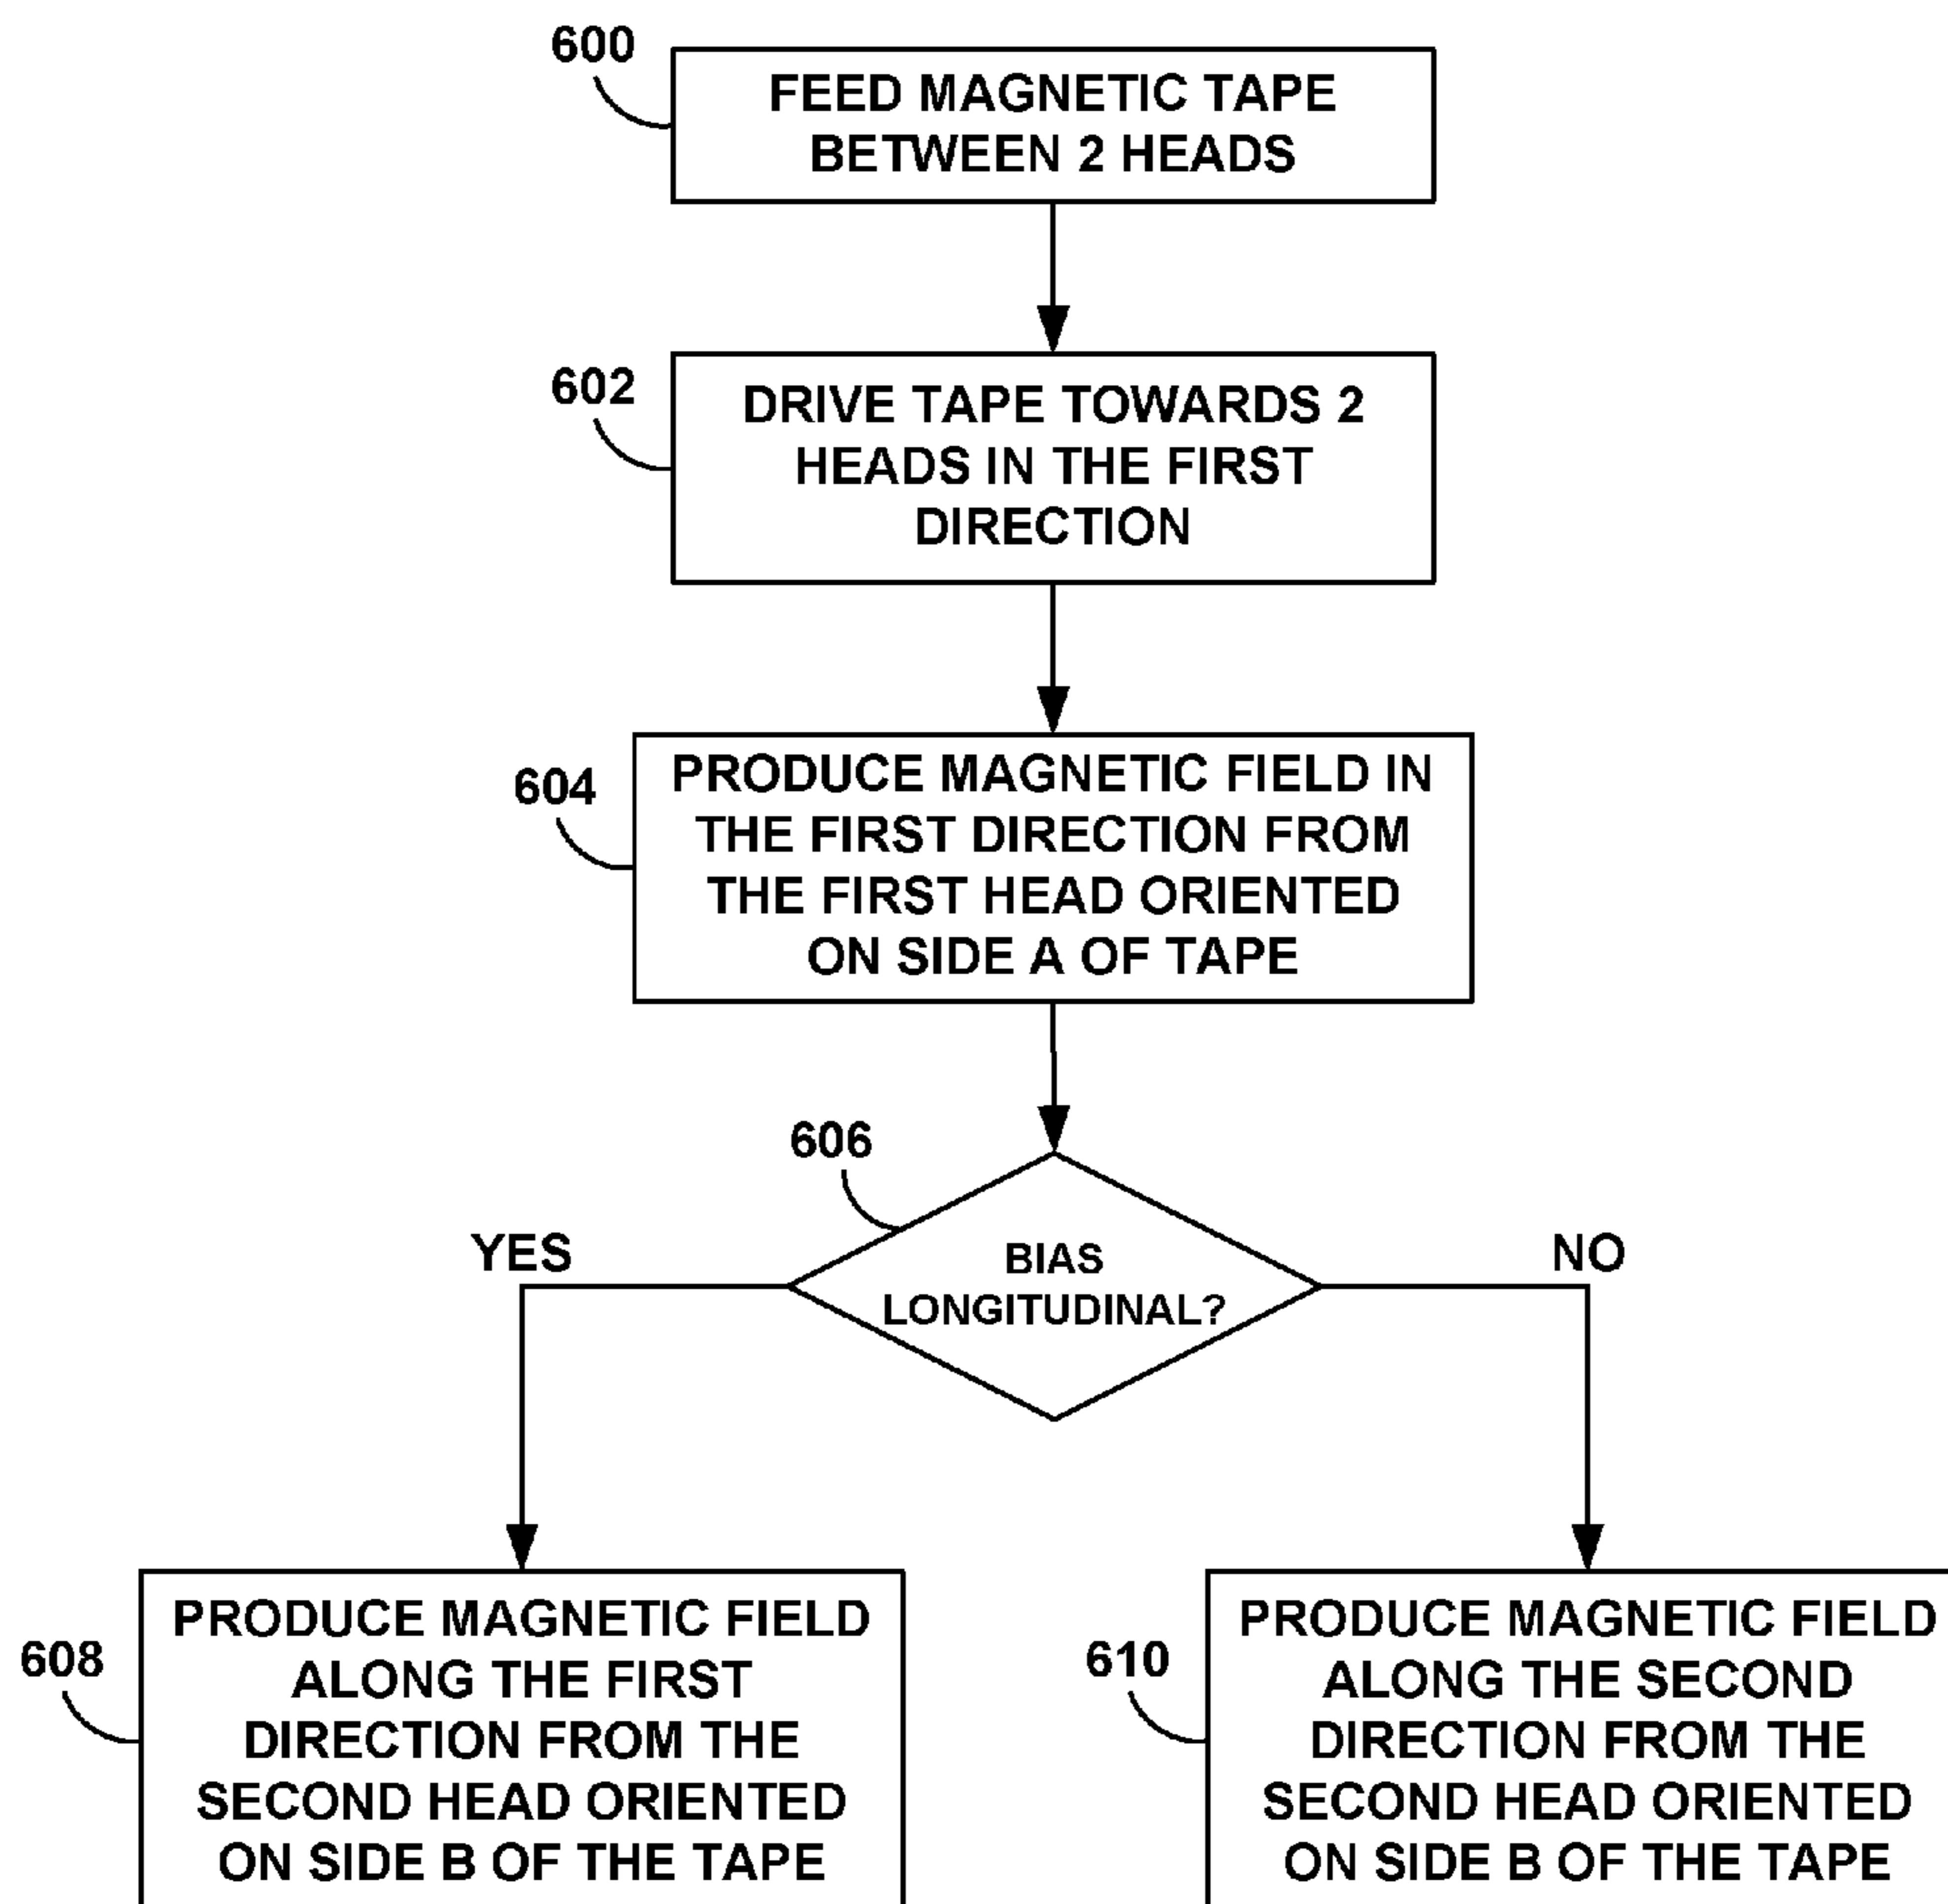 600
FEED MAGNETIC TAPE
BETWEEN 2 HEADS
602
DRIVE TAPE TOWARDS 2
HEADS IN THE FIRST
DIRECTION
604
PRODUCE MAGNETIC FIELD IN
THE FIRST DIRECTION FROM
THE FIRST HEAD ORIENTED
ON SIDE A OF TAPE
606
BIAS
LONGITUDINAL?
YES
NO
608
PRODUCE MAGNETIC FIELD
ALONG THE FIRST
DIRECTION FROM THE
SECOND HEAD ORIENTED
ON SIDE B OF THE TAPE
610
PRODUCE MAGNETIC FIELD
ALONG THE SECOND
DIRECTION FROM THE
SECOND HEAD ORIENTED
ON SIDE B OF THE TAPE